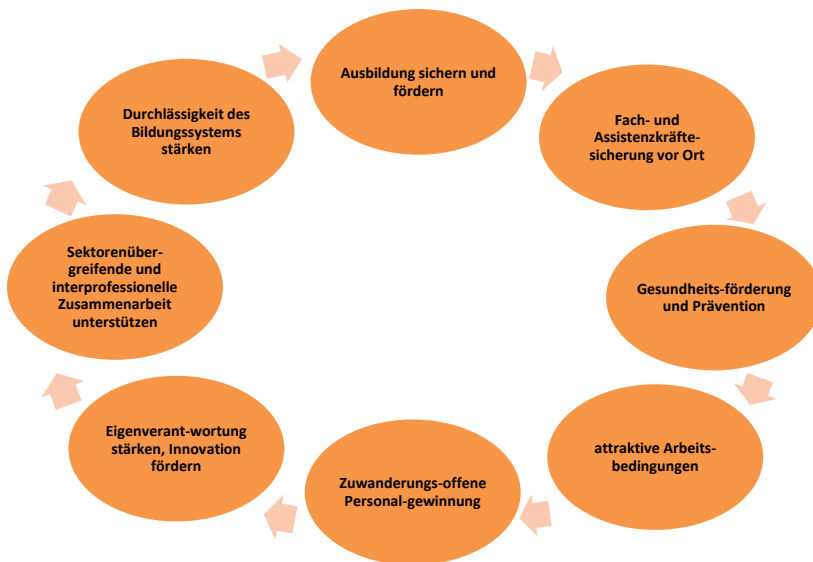 Ausbildung sichern und
fördern
Fach- und
Assistenzkräfte-
sicherung vor Ort
Gesundheits-förderung
und Prävention
attraktive Arbeits-
bedingungen
Zuwanderungs-offene
Personal-gewinnung
Eigenverant-wortung
stärken, Innovation
fördern
Sektorenüber-
greifende und
interprofessionelle
Zusammenarbeit
unterstützen
Durchlässigkeit des
Bildungssystems
stärken